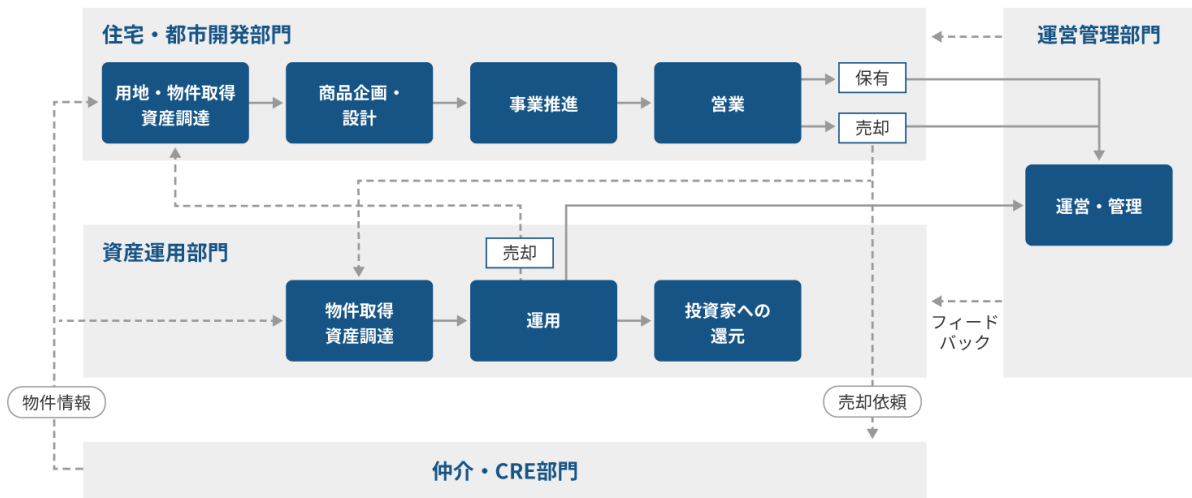 住宅・都市開発部門
運営管理部門
用地・物件取得
資産調達
商品企画・
設計
事業推進
営業
保有
売却
運営・管理
資産運用部門
売却
物件取得
資産調達
運用
投資家への
還元
フィード
バック
物件情報
売却依頼
仲介・CRE部門